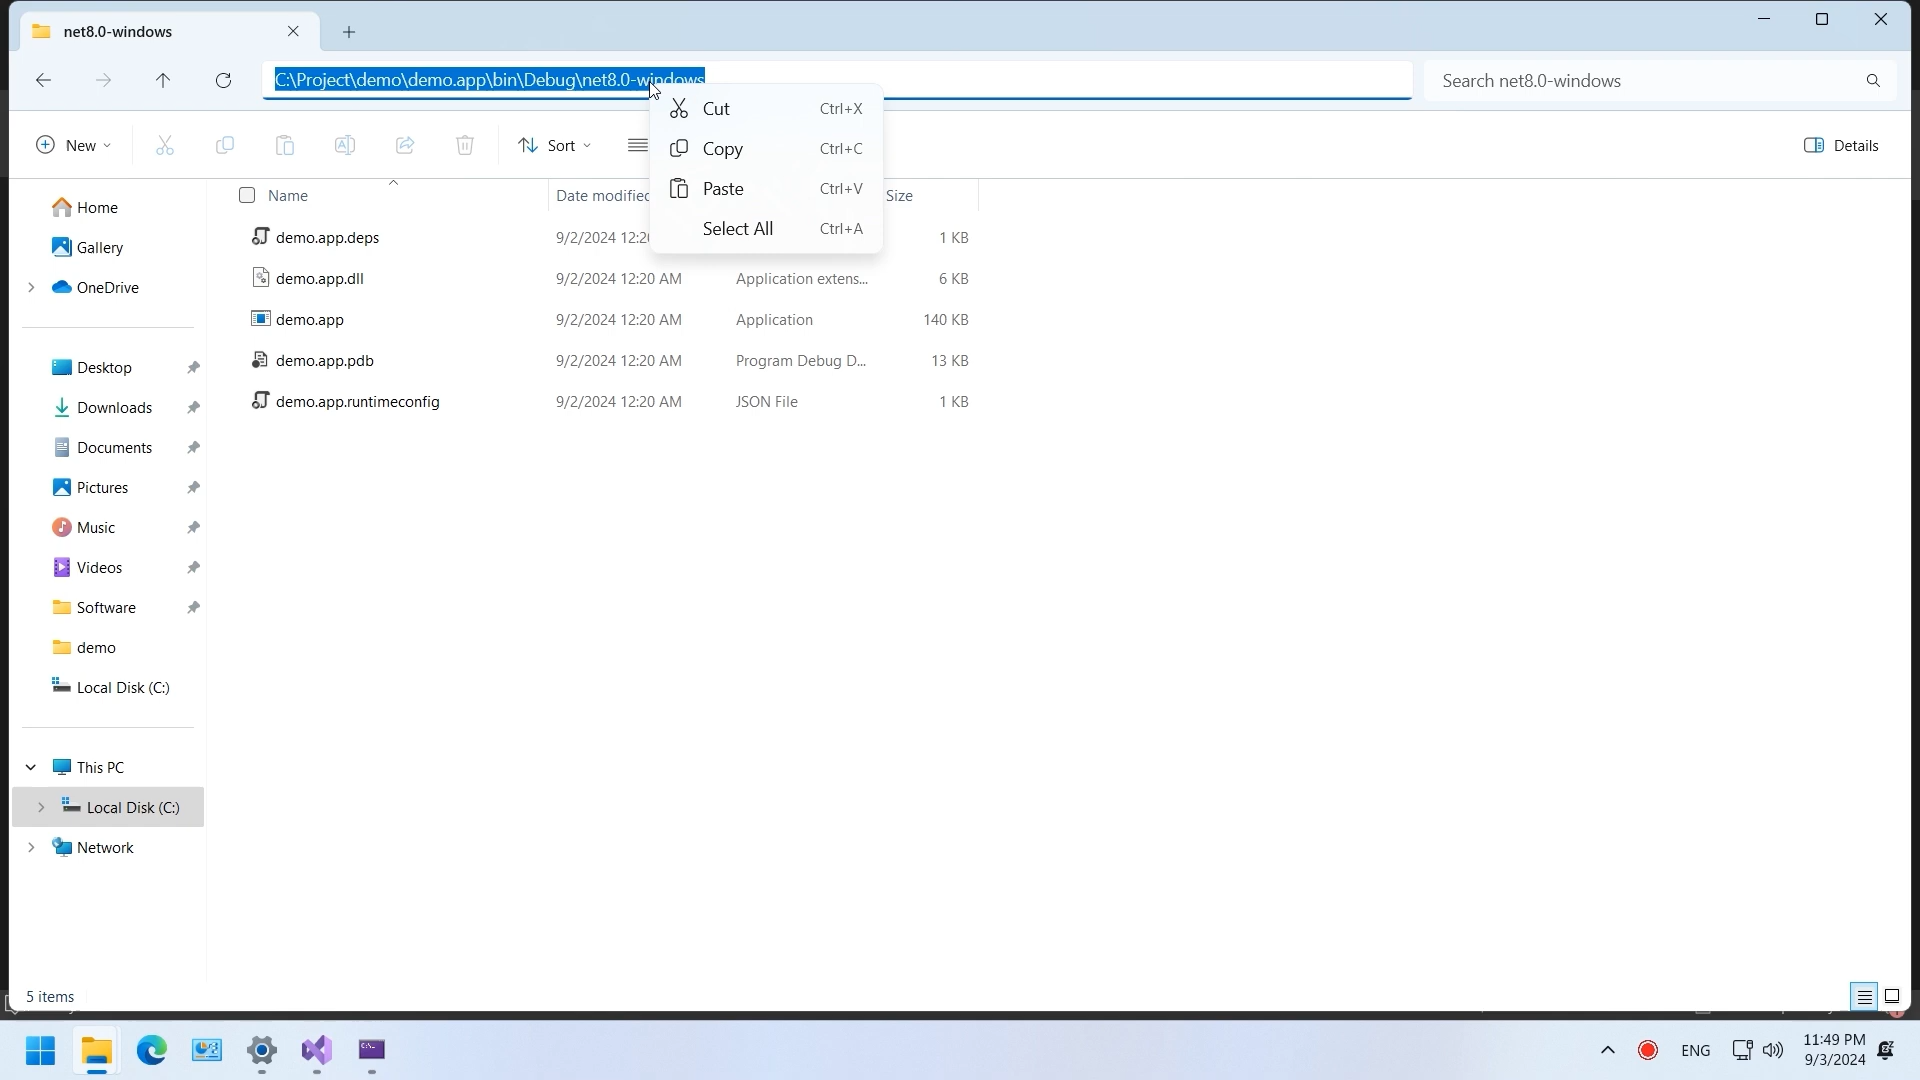 net8.0-windows
C:\Project\demo\demo.app\bin\Debug\net8.0-windows
Search net8.0-windows
Cut Ctrl+X
Copy Ctrl+C
Paste Ctrl+V
Select All Ctrl+A
New
Sort
Details
Name Date modified Size
demo.app.deps 9/2/2024 12:20 1 KB
demo.app.dll 9/2/2024 12:20 AM Application extens... 6 KB
demo.app 9/2/2024 12:20 AM Application 140 KB
demo.app.pdb 9/2/2024 12:20 AM Program Debug D... 13 KB
demo.app.runtimeconfig 9/2/2024 12:20 AM JSON File 1 KB
Home
Gallery
OneDrive
Desktop
Downloads
Documents
Pictures
Music
Videos
Software
demo
Local Disk (C:)
This PC
Local Disk (C:)
Network
5 items
ENG
11:49 PM
9/3/2024